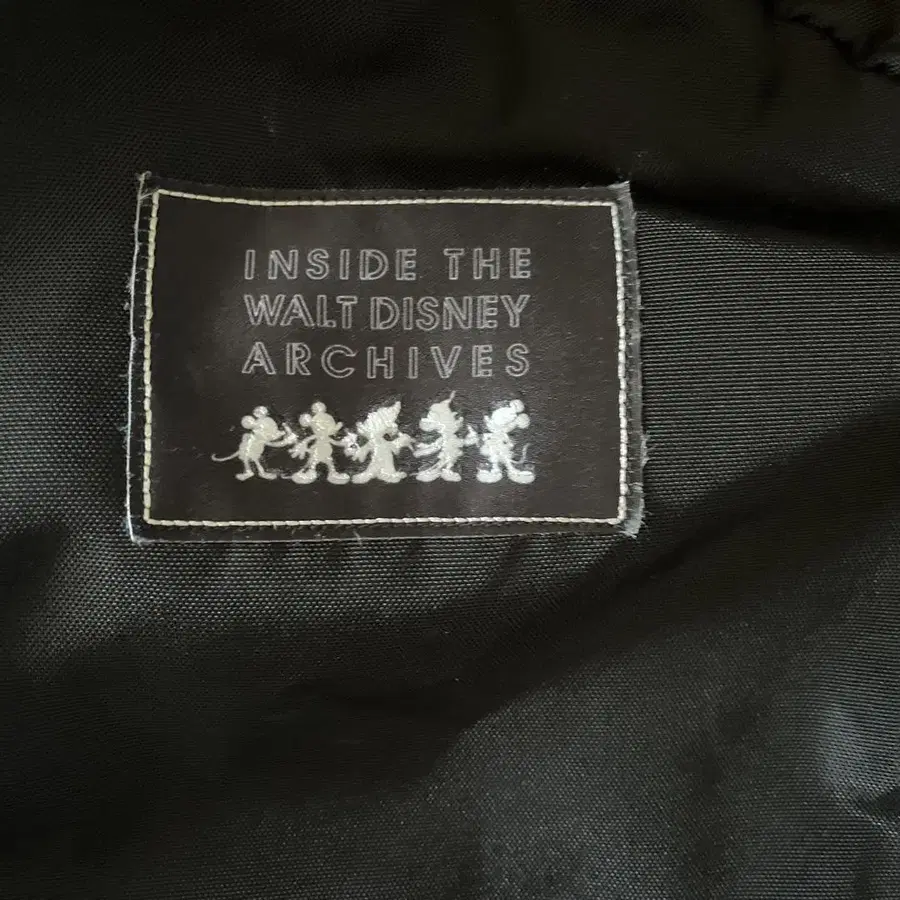 INSIDE THE
WALT DISNEY
ARCHIVES